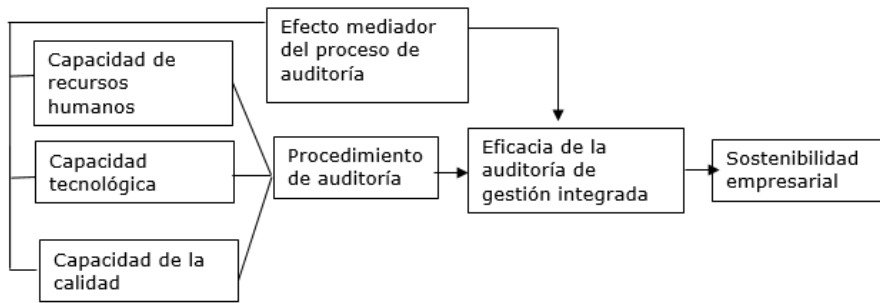 Efecto mediador
del proceso de
auditoría
Capacidad de
recursos
humanos
Capacidad
tecnológica
Capacidad de la
calidad
Procedimiento
de auditoría
Eficacia de la
auditoría de
gestión integrada
Sostenibilidad
empresarial